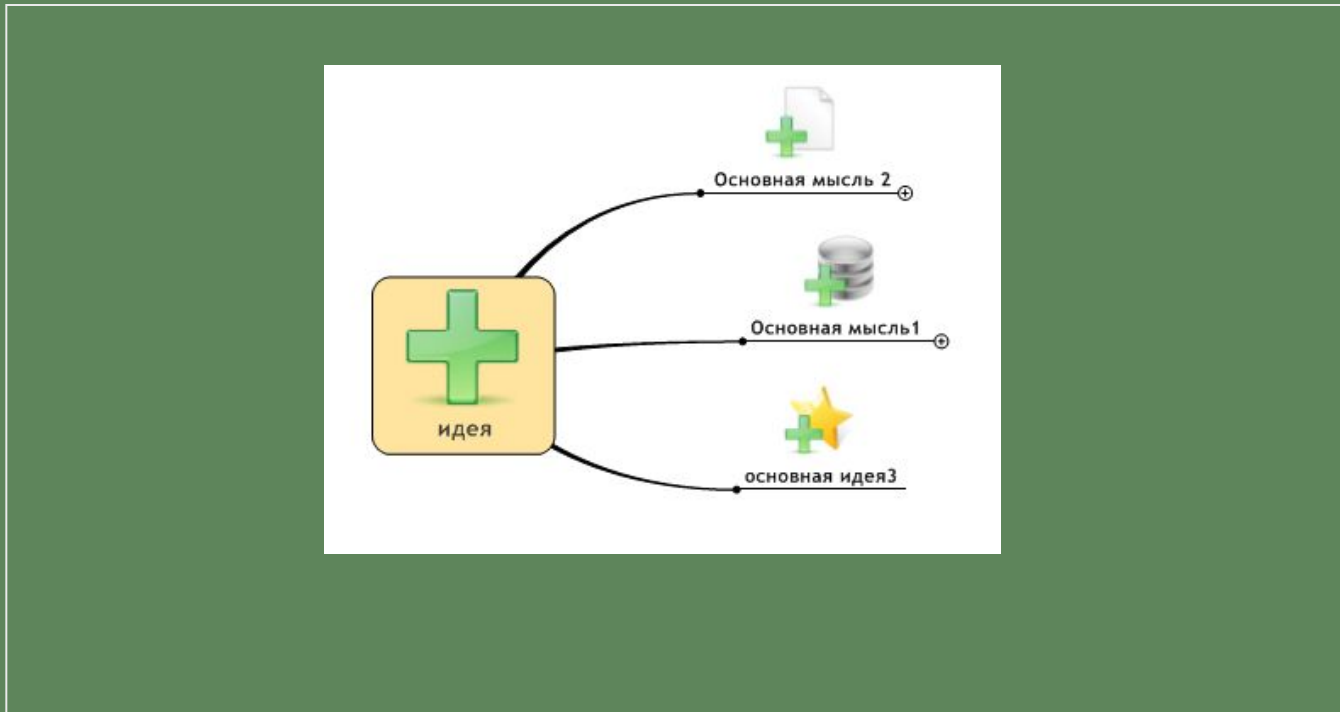 Основная мысль 2
Основная мысль1
идея
основная идея3